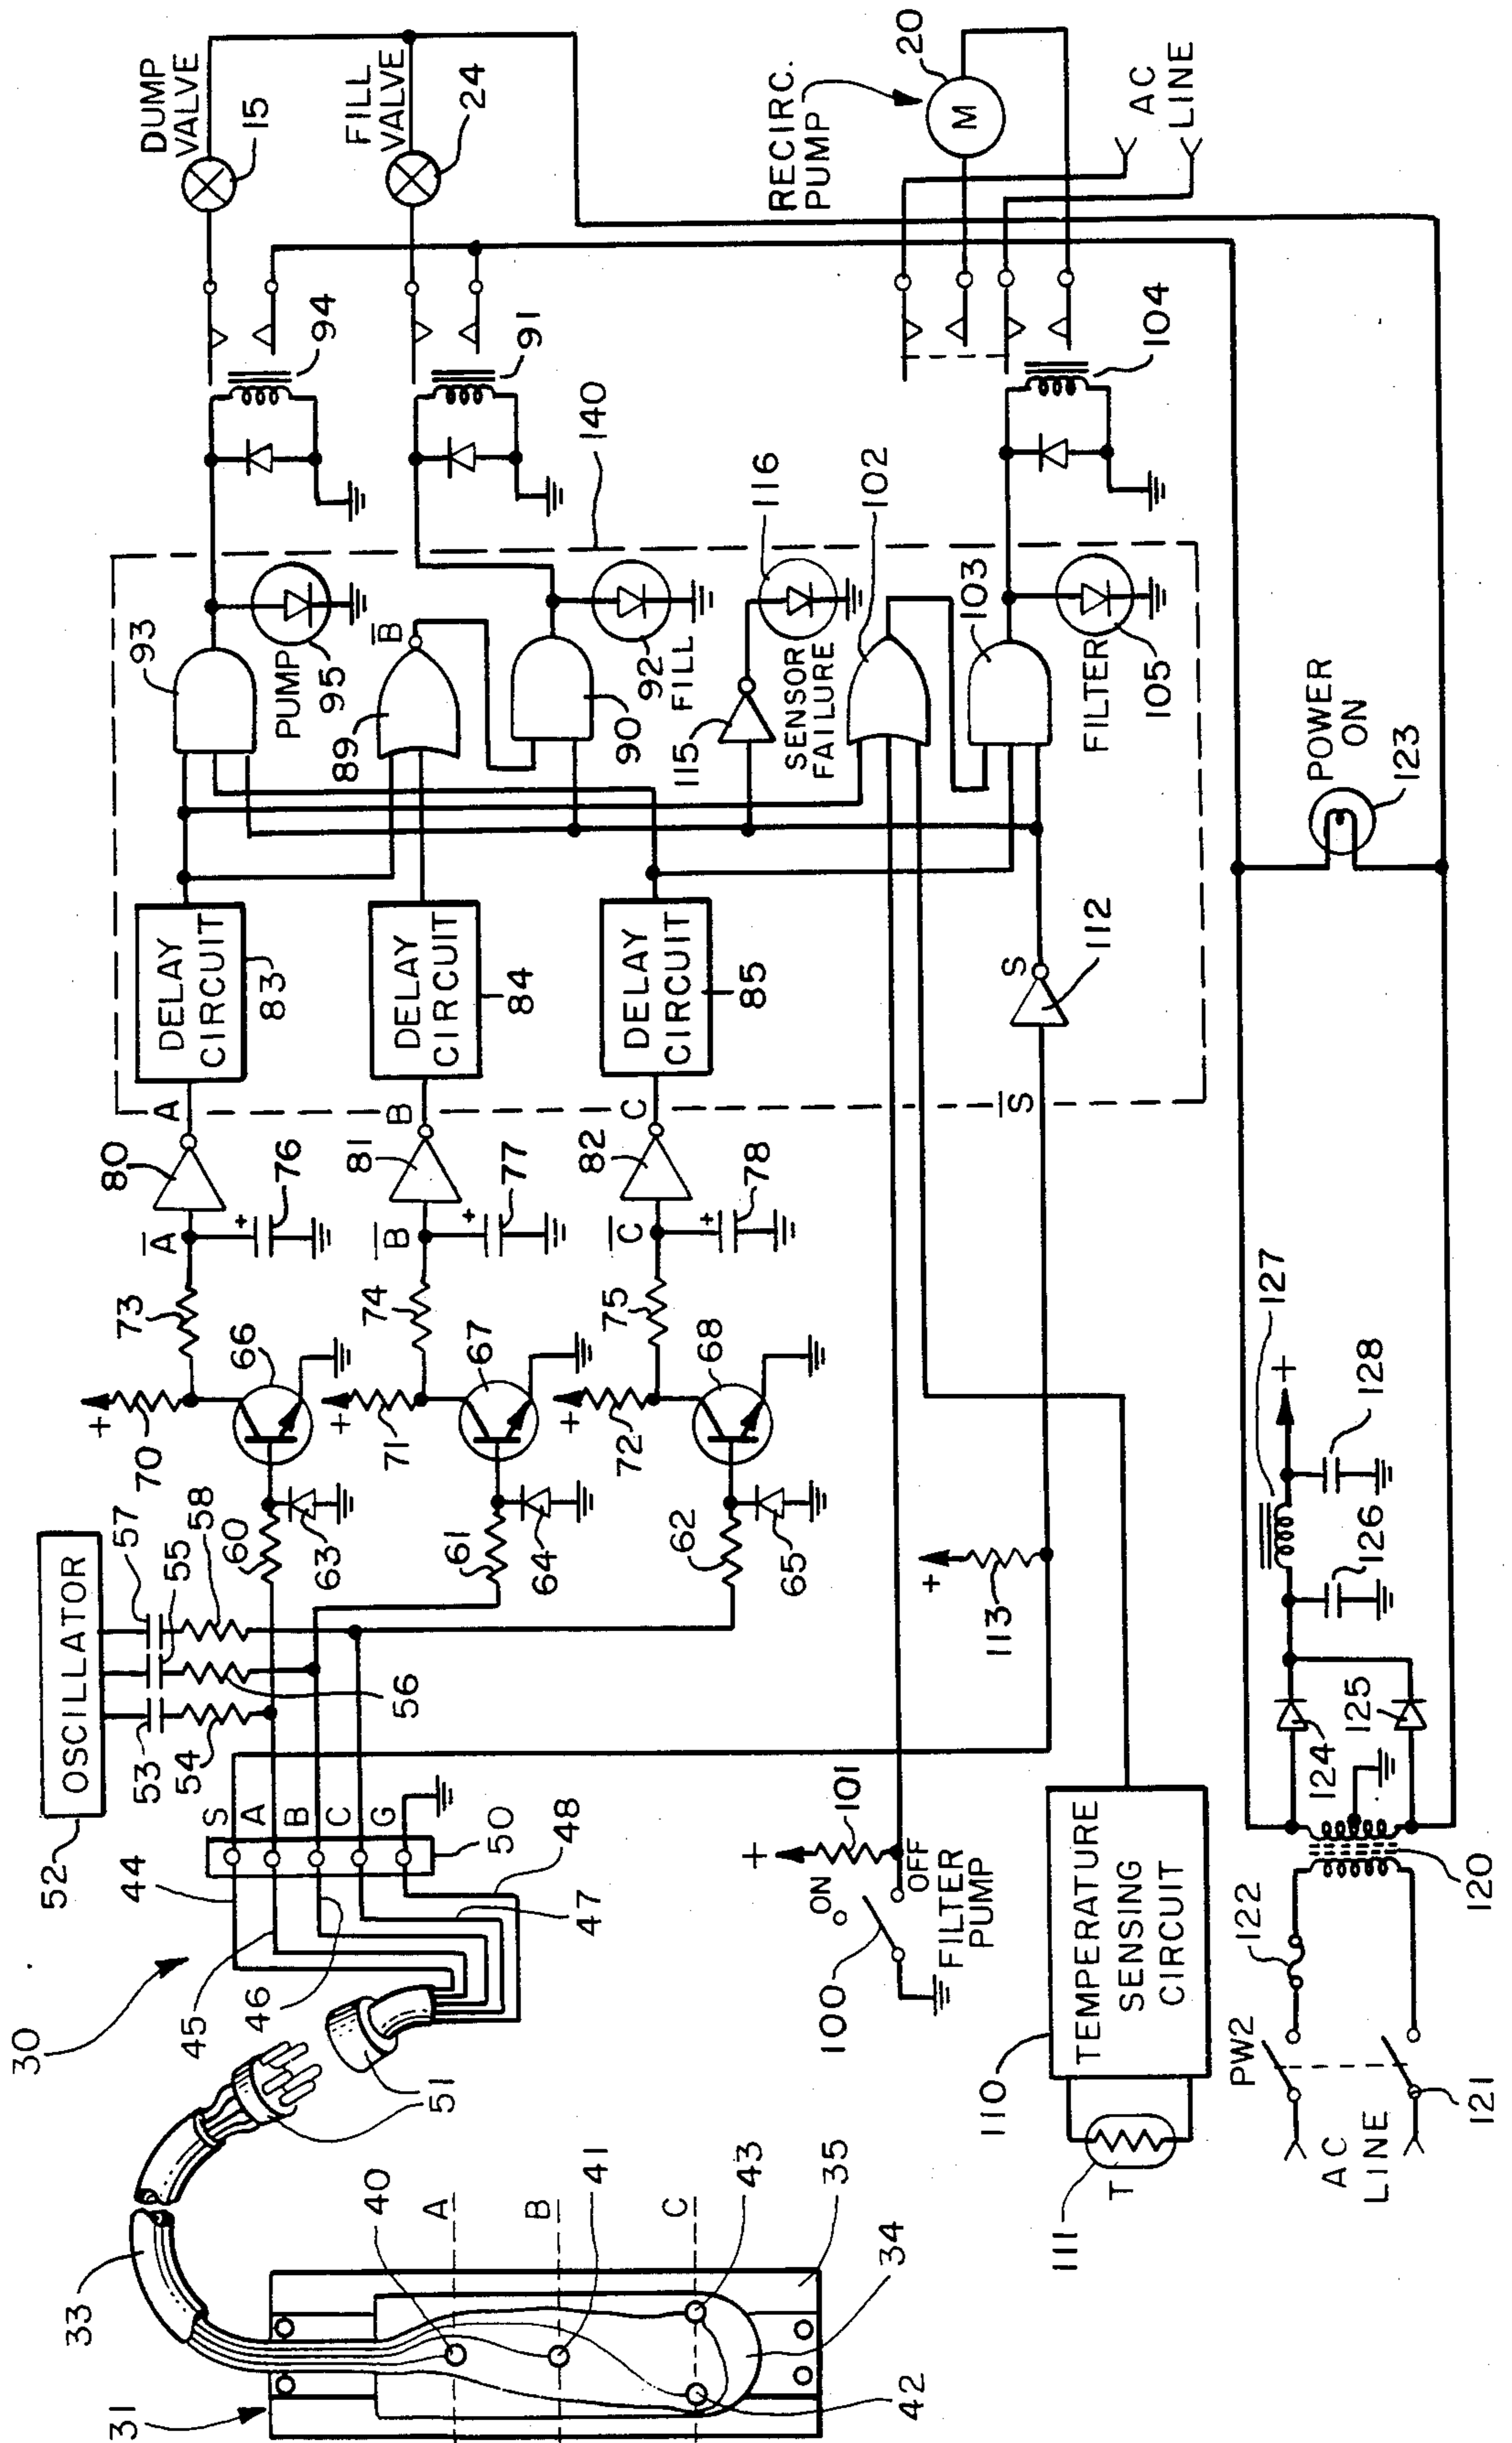 DUMP
VALVE
15
FILL
VALVE
24
RECIRC.
PUMP
20
M
AC
LINE
94
91
104
140
93
PUMP
95
B
89
90
92
FILL
115
SENSOR
FAILURE
116
102
103
FILTER
105
DELAY
CIRCUIT
83
DELAY
CIRCUIT
84
DELAY
CIRCUIT
85
S
112
POWER
ON
123
A
B
C
S
80
81
82
A
+
76
B
+
77
C
+
78
73
74
75
66
67
68
+
70
+
71
+
72
60
61
62
63
64
65
OSCILLATOR
52
53
54
55
56
57
58
+
113
127
+
126
128
124
125
120
122
PW2
121
AC
LINE
S
A
B
C
G
50
44
45
46
47
48
30
51
+
101
ON
OFF
100
FILTER
PUMP
TEMPERATURE
SENSING
CIRCUIT
110
111
T
33
31
40
A
41
B
43
C
42
34
35